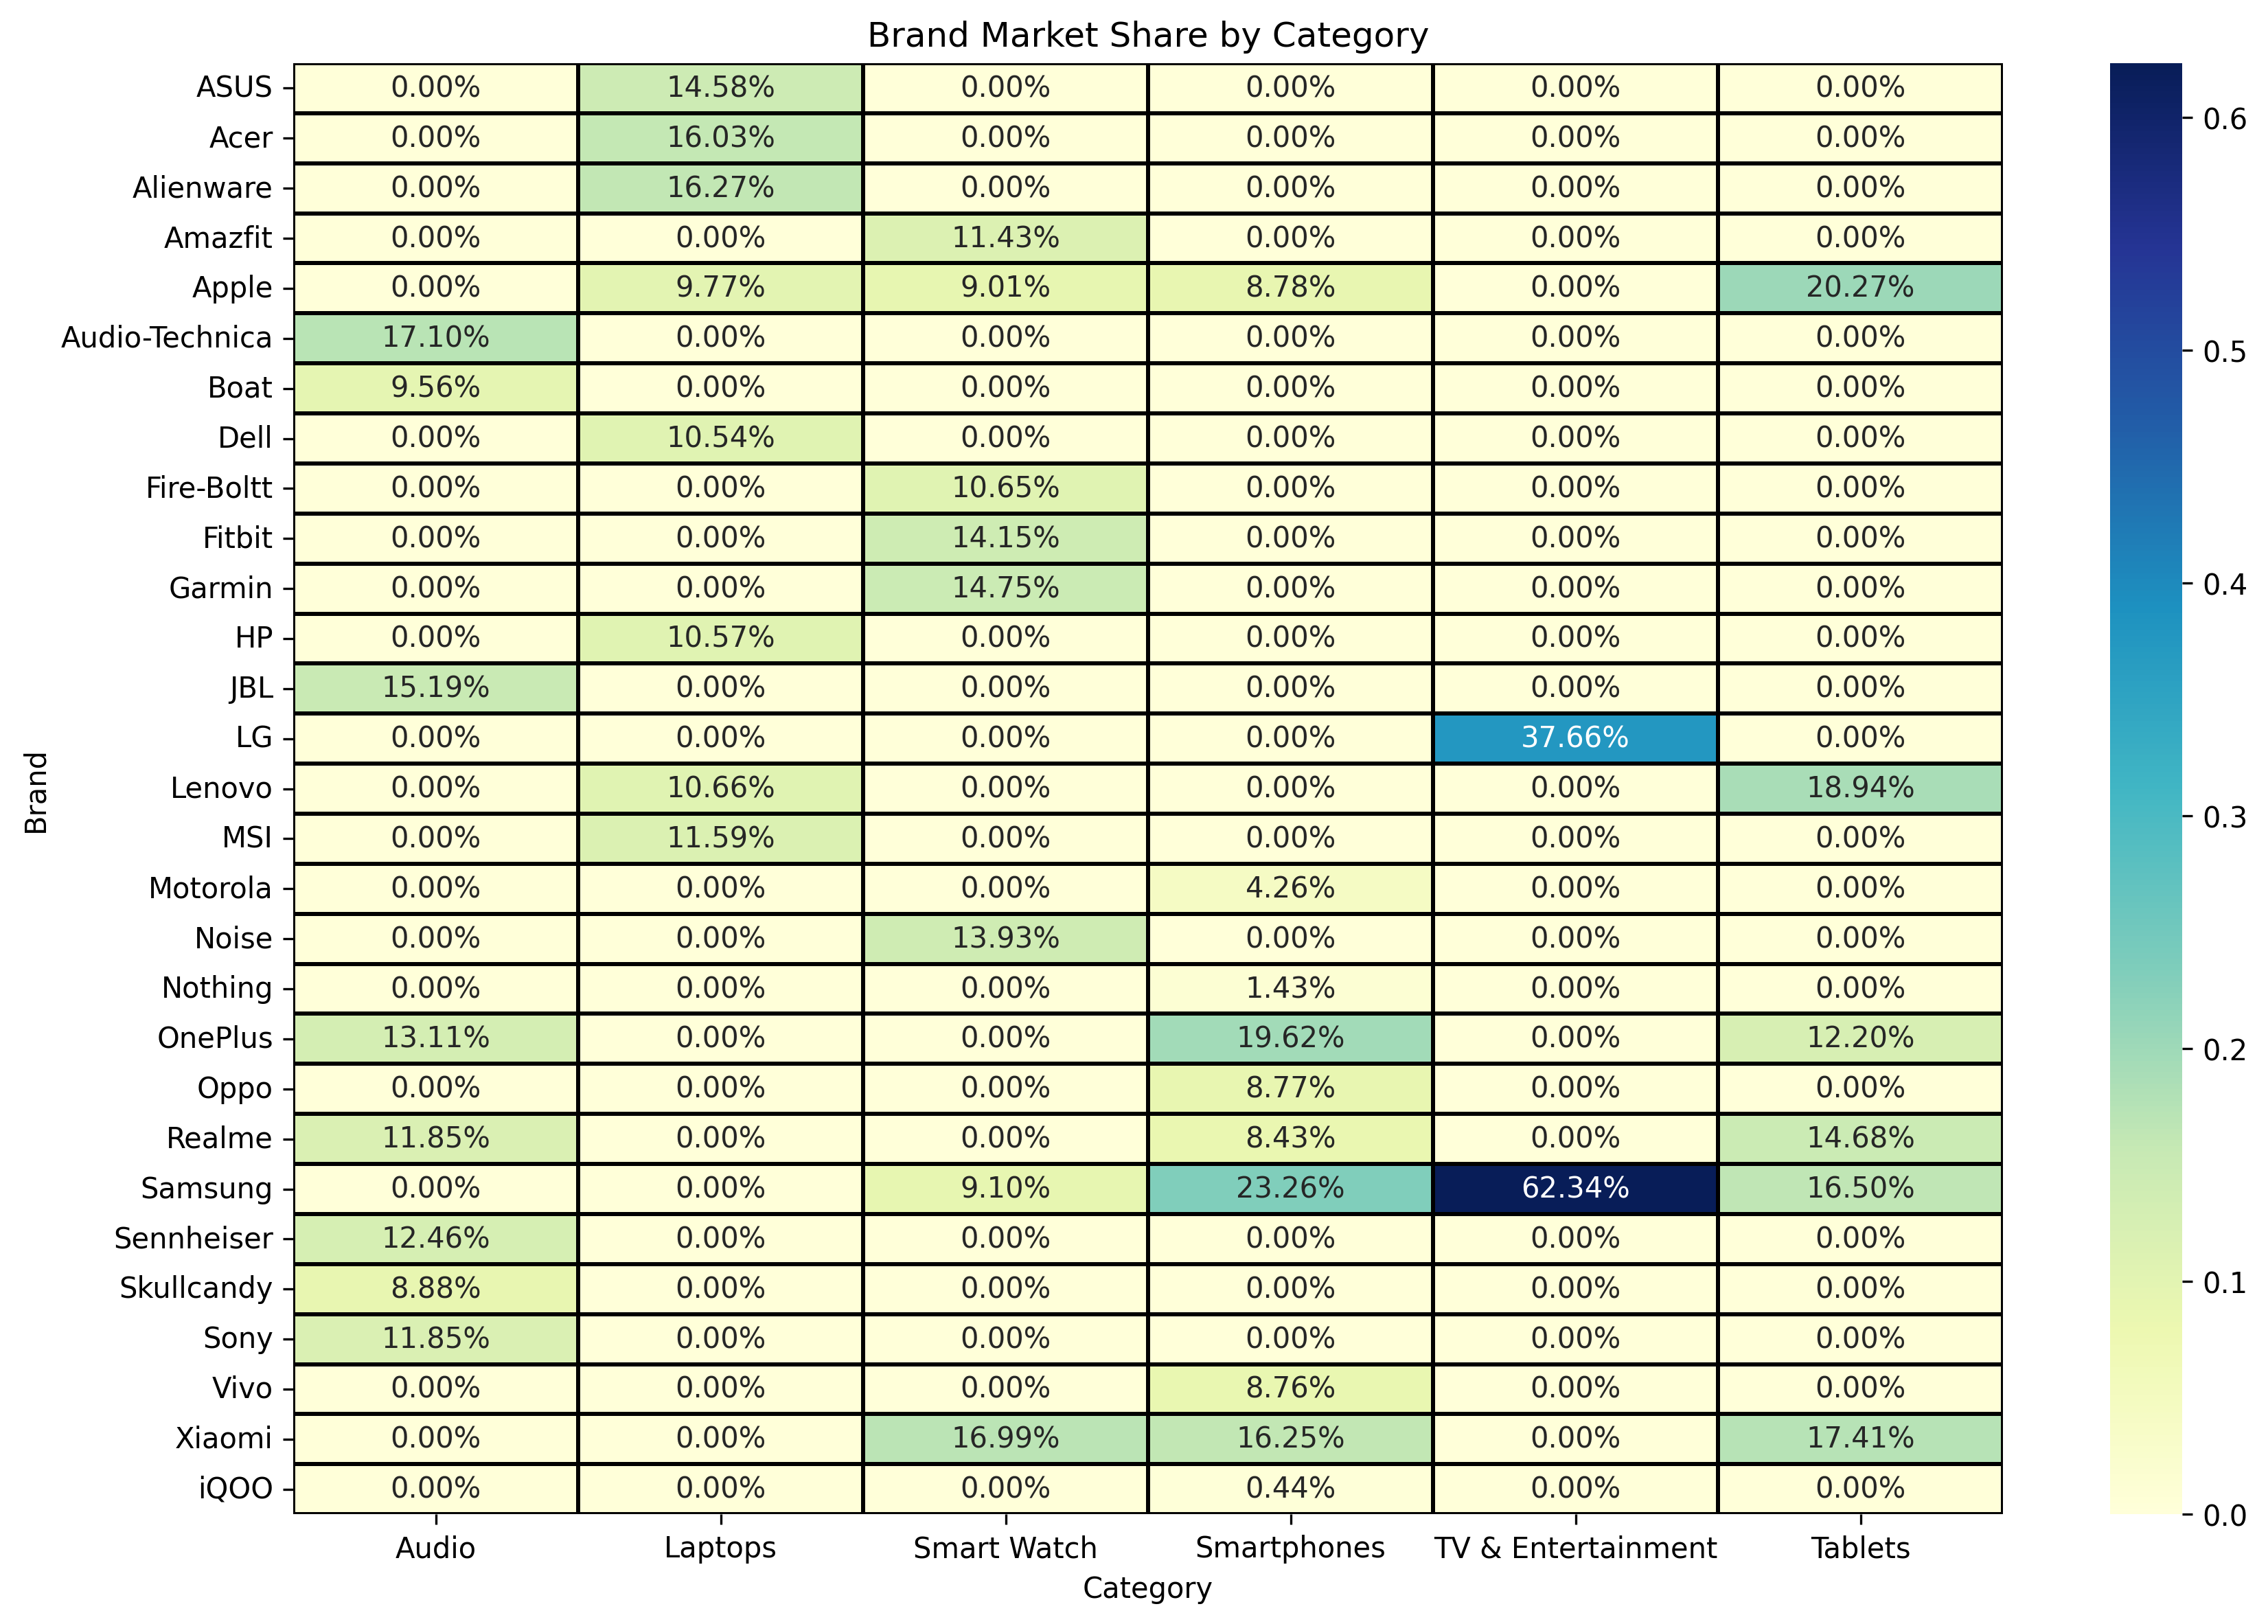 Brand Market Share by Category
ASUS 0.00% 14.58% 0.00% 0.00% 0.00% 0.00%
Acer 0.00% 16.03% 0.00% 0.00% 0.00% 0.00%
Alienware 0.00% 16.27% 0.00% 0.00% 0.00% 0.00%
Amazfit 0.00% 0.00% 11.43% 0.00% 0.00% 0.00%
Apple 0.00% 9.77% 9.01% 8.78% 0.00% 20.27%
Audio-Technica 17.10% 0.00% 0.00% 0.00% 0.00% 0.00%
Boat 9.56% 0.00% 0.00% 0.00% 0.00% 0.00%
Dell 0.00% 10.54% 0.00% 0.00% 0.00% 0.00%
Fire-Boltt 0.00% 0.00% 10.65% 0.00% 0.00% 0.00%
Fitbit 0.00% 0.00% 14.15% 0.00% 0.00% 0.00%
Garmin 0.00% 0.00% 14.75% 0.00% 0.00% 0.00%
HP 0.00% 10.57% 0.00% 0.00% 0.00% 0.00%
JBL 15.19% 0.00% 0.00% 0.00% 0.00% 0.00%
LG 0.00% 0.00% 0.00% 0.00% 37.66% 0.00%
Lenovo 0.00% 10.66% 0.00% 0.00% 0.00% 18.94%
MSI 0.00% 11.59% 0.00% 0.00% 0.00% 0.00%
Motorola 0.00% 0.00% 0.00% 4.26% 0.00% 0.00%
Noise 0.00% 0.00% 13.93% 0.00% 0.00% 0.00%
Nothing 0.00% 0.00% 0.00% 1.43% 0.00% 0.00%
OnePlus 13.11% 0.00% 0.00% 19.62% 0.00% 12.20%
Oppo 0.00% 0.00% 0.00% 8.77% 0.00% 0.00%
Realme 11.85% 0.00% 0.00% 8.43% 0.00% 14.68%
Samsung 0.00% 0.00% 9.10% 23.26% 62.34% 16.50%
Sennheiser 12.46% 0.00% 0.00% 0.00% 0.00% 0.00%
Skullcandy 8.88% 0.00% 0.00% 0.00% 0.00% 0.00%
Sony 11.85% 0.00% 0.00% 0.00% 0.00% 0.00%
Vivo 0.00% 0.00% 0.00% 8.76% 0.00% 0.00%
Xiaomi 0.00% 0.00% 16.99% 16.25% 0.00% 17.41%
iQOO 0.00% 0.00% 0.00% 0.44% 0.00% 0.00%
Audio Laptops Smart Watch Smartphones TV & Entertainment Tablets
Category
Brand
0.6
0.5
0.4
0.3
0.2
0.1
0.0